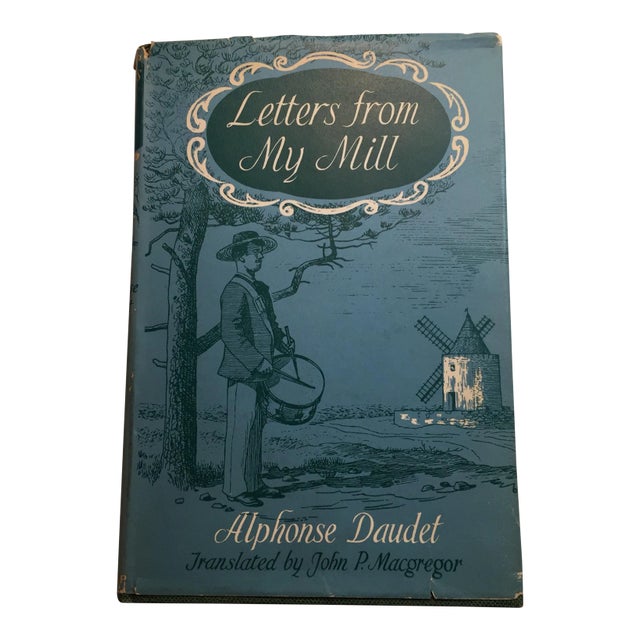 Letters from
My Mill
Alphonse Daudet
Translated by John P. Macgregor